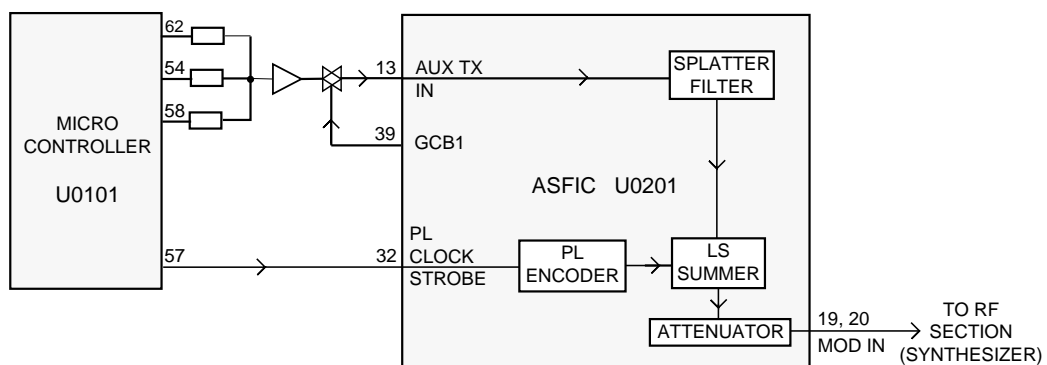 62
54
58
MICRO
CONTROLLER
U0101
57
13
AUX TX
IN
39
GCB1
SPLATTER
FILTER
ASFIC U0201
32
PL
CLOCK
STROBE
PL
ENCODER
LS
SUMMER
ATTENUATOR
19, 20
MOD IN
TO RF
SECTION
(SYNTHESIZER)